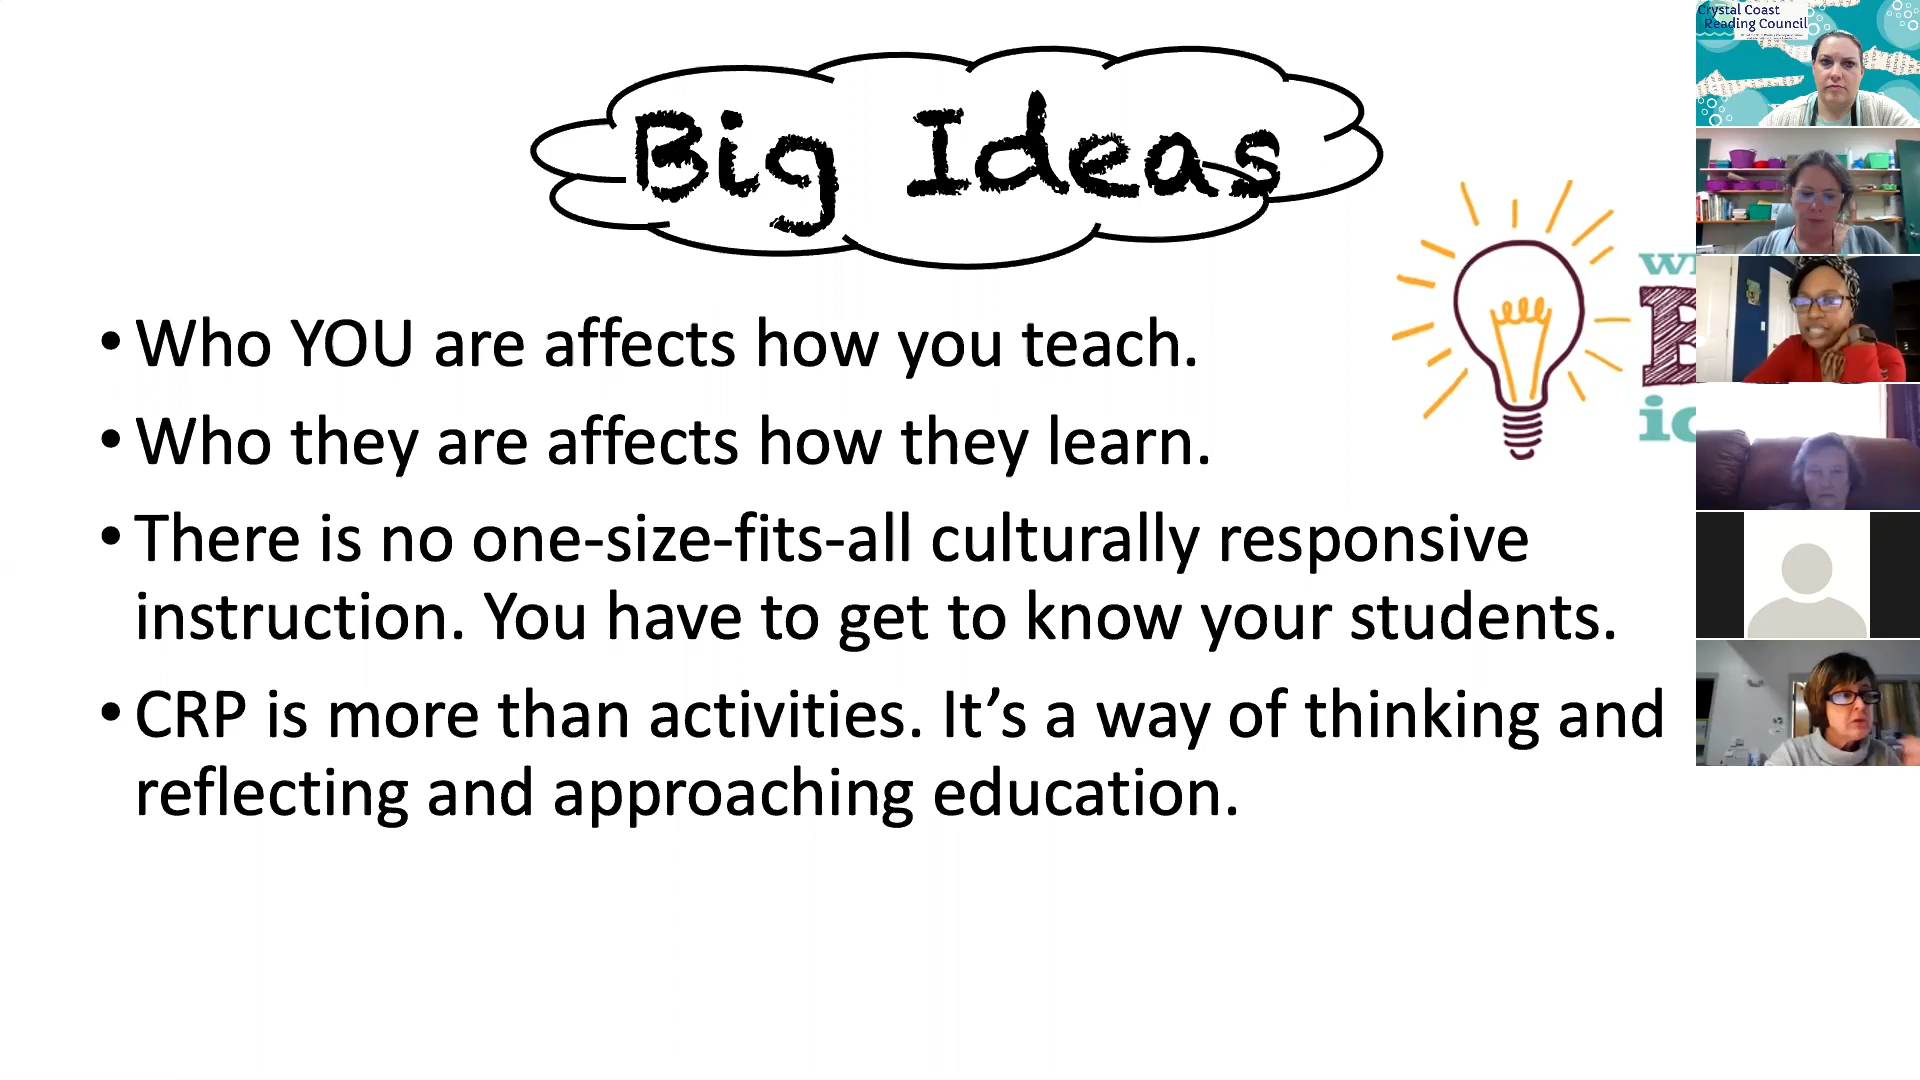 Big Ideas
• Who YOU are affects how you teach.
• Who they are affects how they learn.
• There is no one-size-fits-all culturally responsive
instruction. You have to get to know your students.
• CRP is more than activities. It’s a way of thinking and
reflecting and approaching education.
Crystal Coast
Reading Council